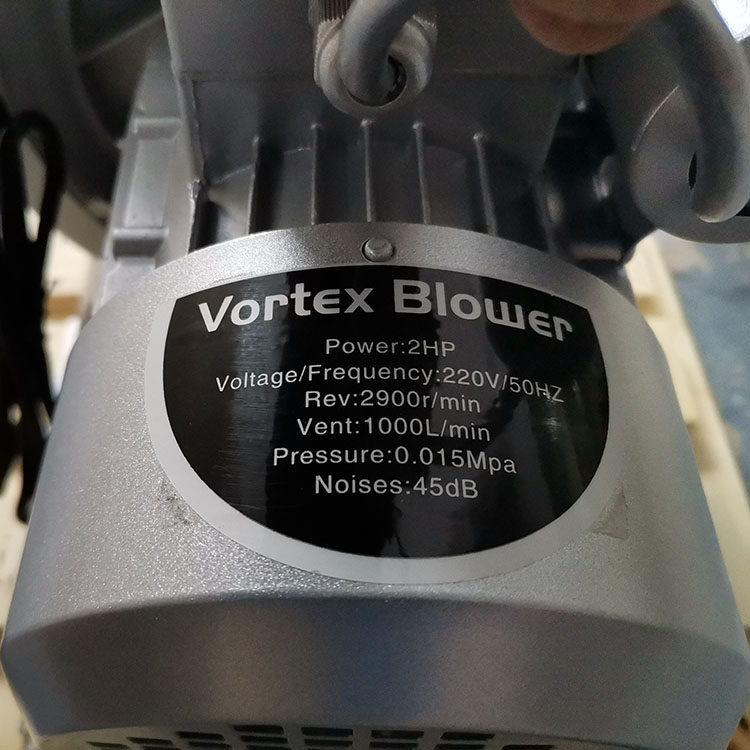 Vortex Blower
Power:2HP
Voltage/Frequency:220V/50HZ
Rev:2900r/min
Vent:1000L/min
Pressure:0.015Mpa
Noises:45dB